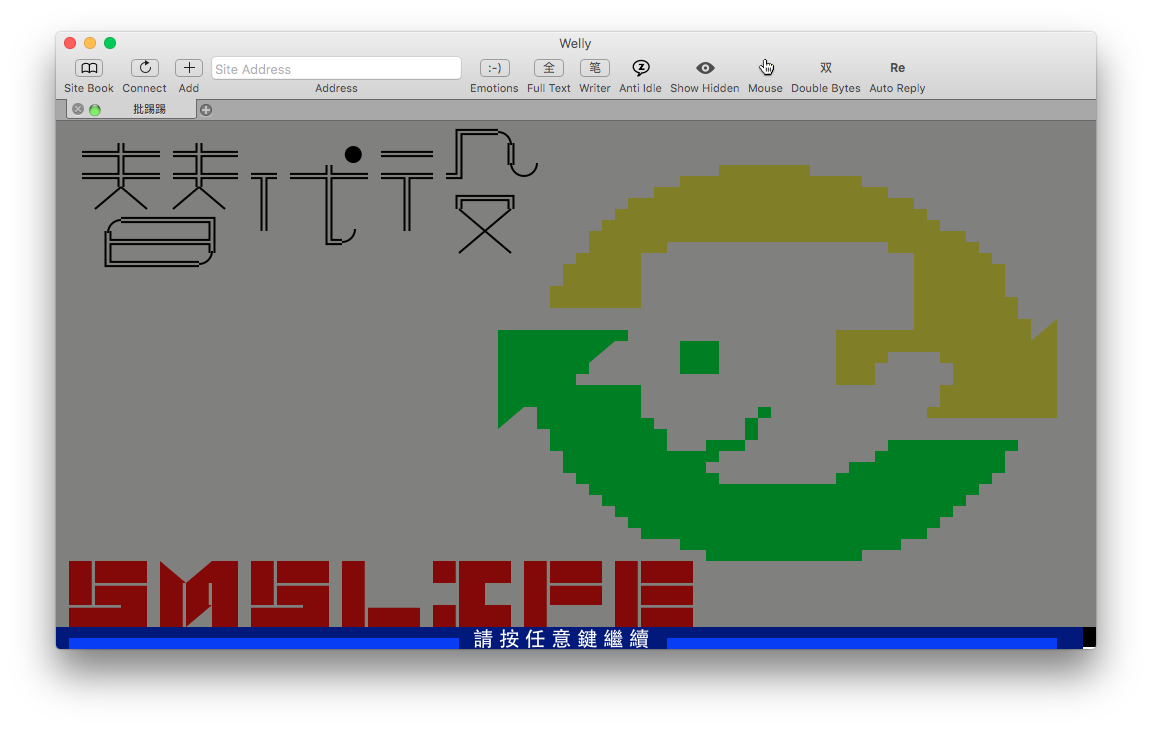 Welly
Site Book Connect Add Site Address Address :-) Emotions 全 Full Text 笔 Writer z Anti Idle Show Hidden Mouse 双 Double Bytes Re Auto Reply
批踢踢
替代役
SMSLIFE
請按任意鍵繼續